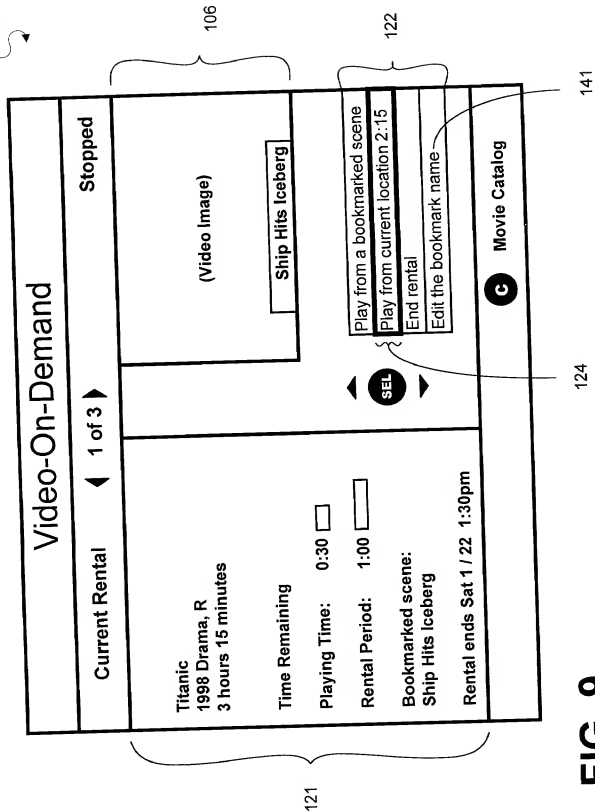 Video-On-Demand
Current Rental
1 of 3
Stopped
Titanic
1998 Drama, R
3 hours 15 minutes
Time Remaining
Playing Time: 0:30
Rental Period: 1:00
Bookmarked scene:
Ship Hits Iceberg
Rental ends Sat 1 / 22 1:30pm
(Video Image)
Ship Hits Iceberg
SEL
Play from a bookmarked scene
Play from current location 2:15
End rental
Edit the bookmark name
C Movie Catalog
106
122
141
124
121
FIG. 9